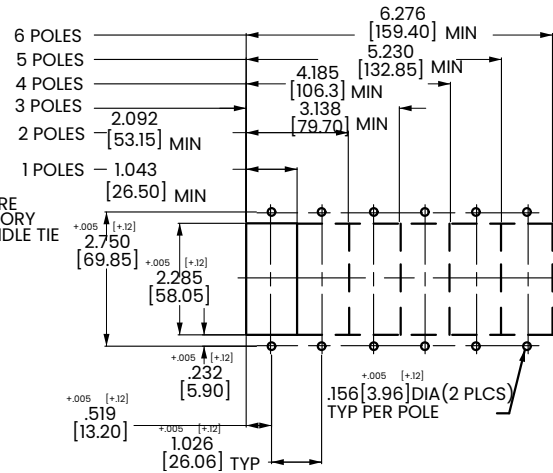 6.276
[159.40] MIN
6 POLES
5.230
[132.85] MIN
5 POLES
4.185
[106.3] MIN
4 POLES
3.138
[79.70] MIN
3 POLES
2.092
[53.15] MIN
2 POLES
1 POLES
1.043
[26.50] MIN
RE
ORY
NDLE TIE
+.005 [+.12]
2.750
[69.85]
+.005 [+.12]
2.285
[58.05]
+.005 [+.12]
.232
[5.90]
+.005 [+.12]
.156[3.96]DIA(2 PLCS)
TYP PER POLE
+.005 [+.12]
.519
[13.20]
+.005 [+.12]
1.026
[26.06] TYP